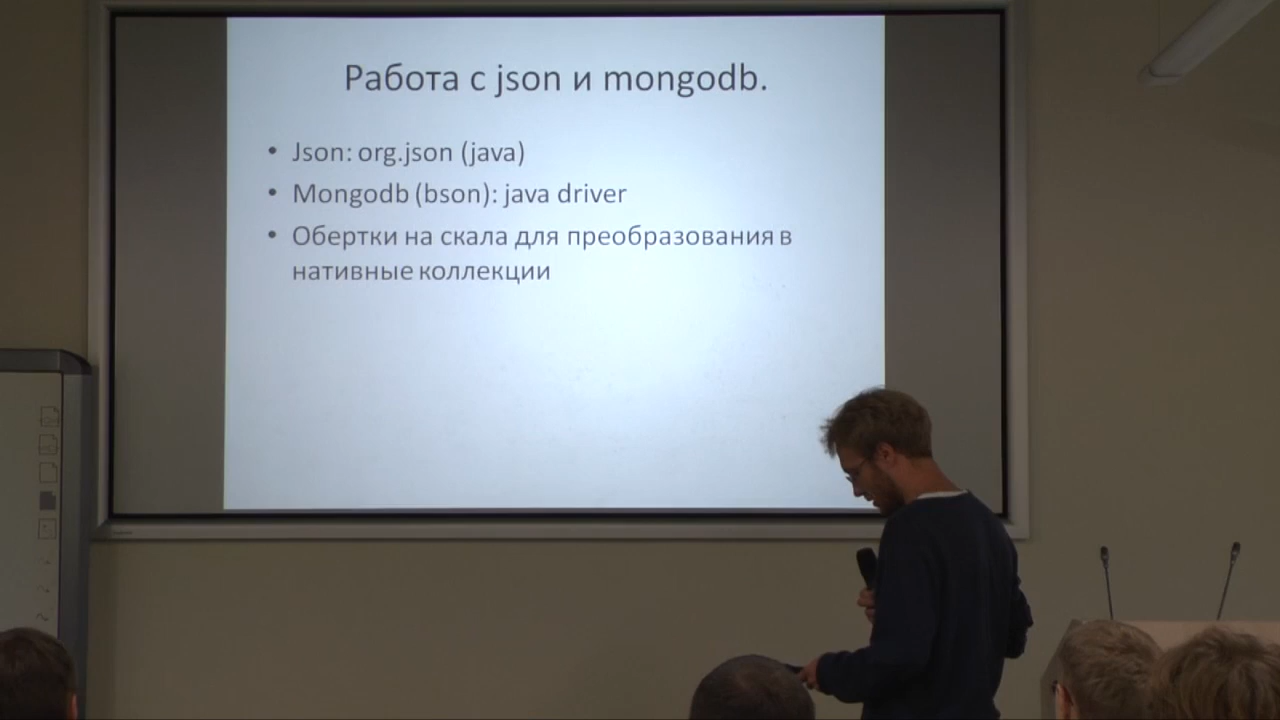 Работа с json и mongodb.
• Json: org.json (java)
• Mongodb (bson): java driver
• Обертки на скала для преобразования в
нативные коллекции